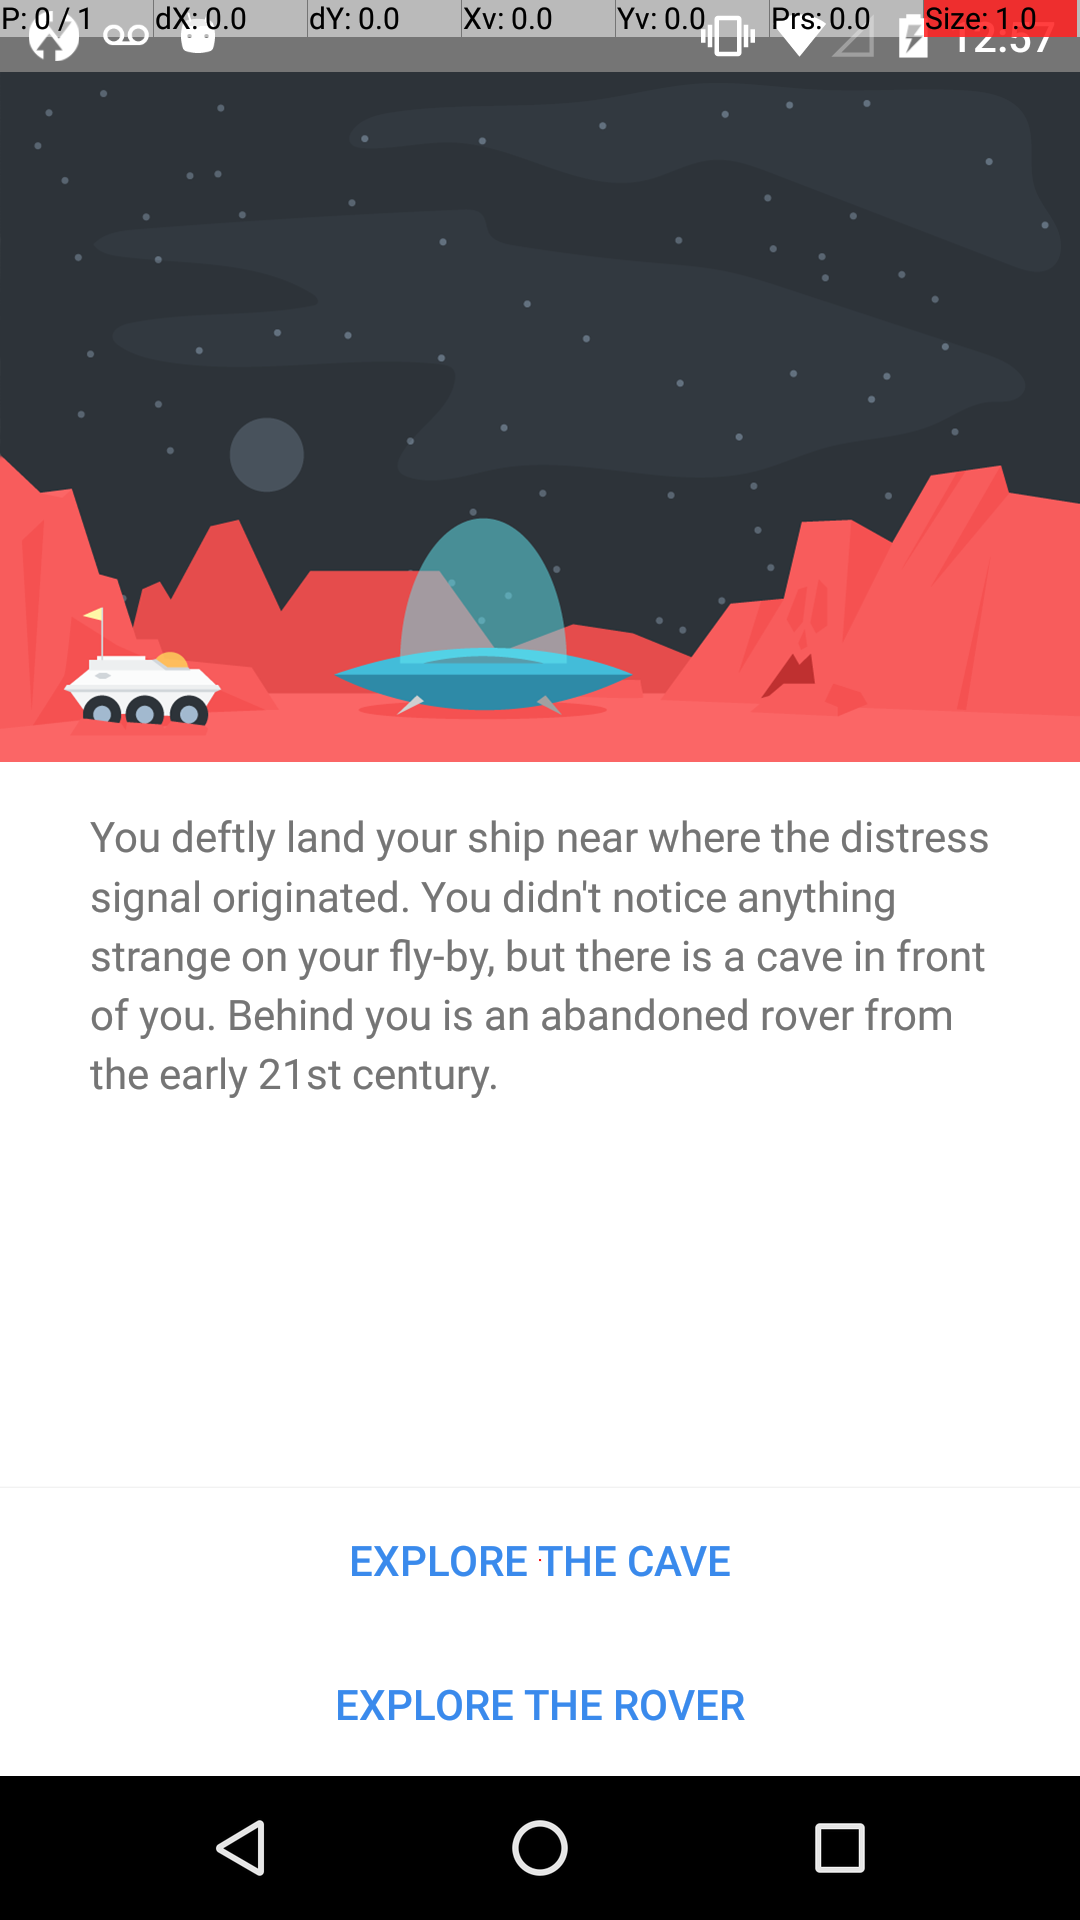 P: 0 / 1 dX: 0.0 dY: 0.0 Xv: 0.0 Yv: 0.0 Prs: 0.0 Size: 1.0
12:57
You deftly land your ship near where the distress
signal originated. You didn't notice anything
strange on your fly-by, but there is a cave in front
of you. Behind you is an abandoned rover from
the early 21st century.
EXPLORE THE CAVE
EXPLORE THE ROVER